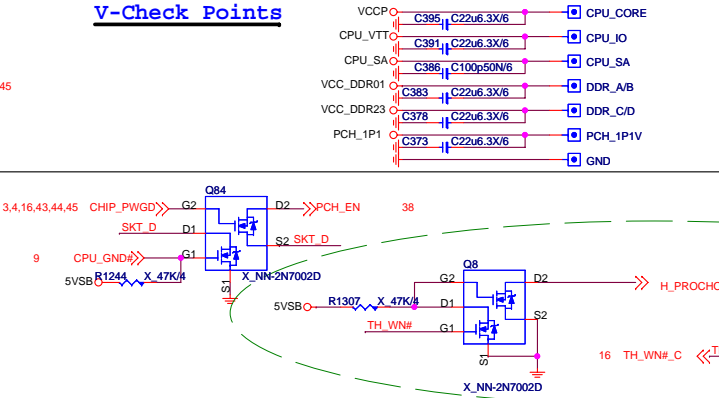 V-Check Points
VCCP C395 C22u6.3X/6 CPU_CORE
CPU_VTT C391 C22u6.3X/6 CPU_IO
45 CPU_SA C386 C100p50N/6 CPU_SA
VCC_DDR01 C383 C22u6.3X/6 DDR_A/B
VCC_DDR23 C378 C22u6.3X/6 DDR_C/D
PCH_1P1 C373 C22u6.3X/6 PCH_1P1V
GND
Q84
3,4,16,43,44,45 CHIP_PWGD G2 D2 PCH_EN 38
SKT_D D1 S2 SKT_D
9 CPU_GND# G1
5VSB R1244 X_47K/4 S1 X_NN-2N7002D
Q8
G2 D2 H_PROCHO
5VSB R1307 X_47K/4 D1 S2
TH_WN# G1
S1 16 TH_WN#_C T
X_NN-2N7002D